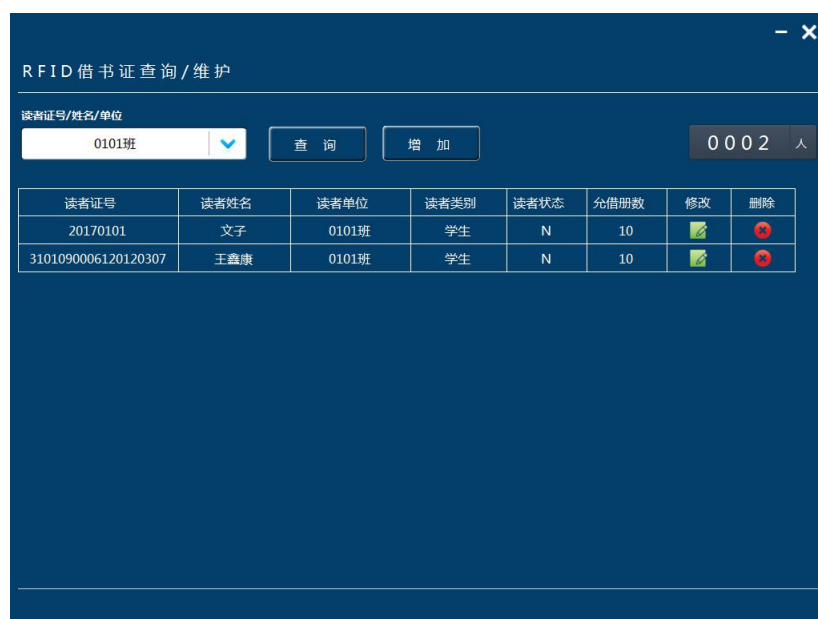 RFID借书证查询/维护
读者证号/姓名/单位
0101班 查 询 增 加 0002 人
读者证号 读者姓名 读者单位 读者类别 读者状态 允借册数 修改 删除
20170101 文子 0101班 学生 N 10
3101090006120120307 王鑫康 0101班 学生 N 10